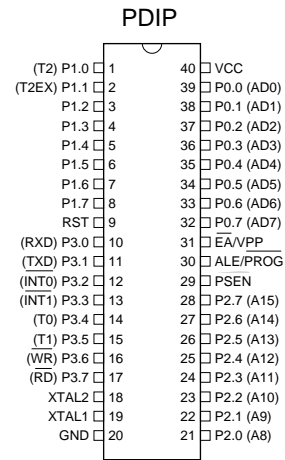 PDIP
(T2) P1.0 1 40 VCC
(T2EX) P1.1 2 39 P0.0 (AD0)
P1.2 3 38 P0.1 (AD1)
P1.3 4 37 P0.2 (AD2)
P1.4 5 36 P0.3 (AD3)
P1.5 6 35 P0.4 (AD4)
P1.6 7 34 P0.5 (AD5)
P1.7 8 33 P0.6 (AD6)
RST 9 32 P0.7 (AD7)
(RXD) P3.0 10 31 EA/VPP
(TXD) P3.1 11 30 ALE/PROG
(INT0) P3.2 12 29 PSEN
(INT1) P3.3 13 28 P2.7 (A15)
(T0) P3.4 14 27 P2.6 (A14)
(T1) P3.5 15 26 P2.5 (A13)
(WR) P3.6 16 25 P2.4 (A12)
(RD) P3.7 17 24 P2.3 (A11)
XTAL2 18 23 P2.2 (A10)
XTAL1 19 22 P2.1 (A9)
GND 20 21 P2.0 (A8)